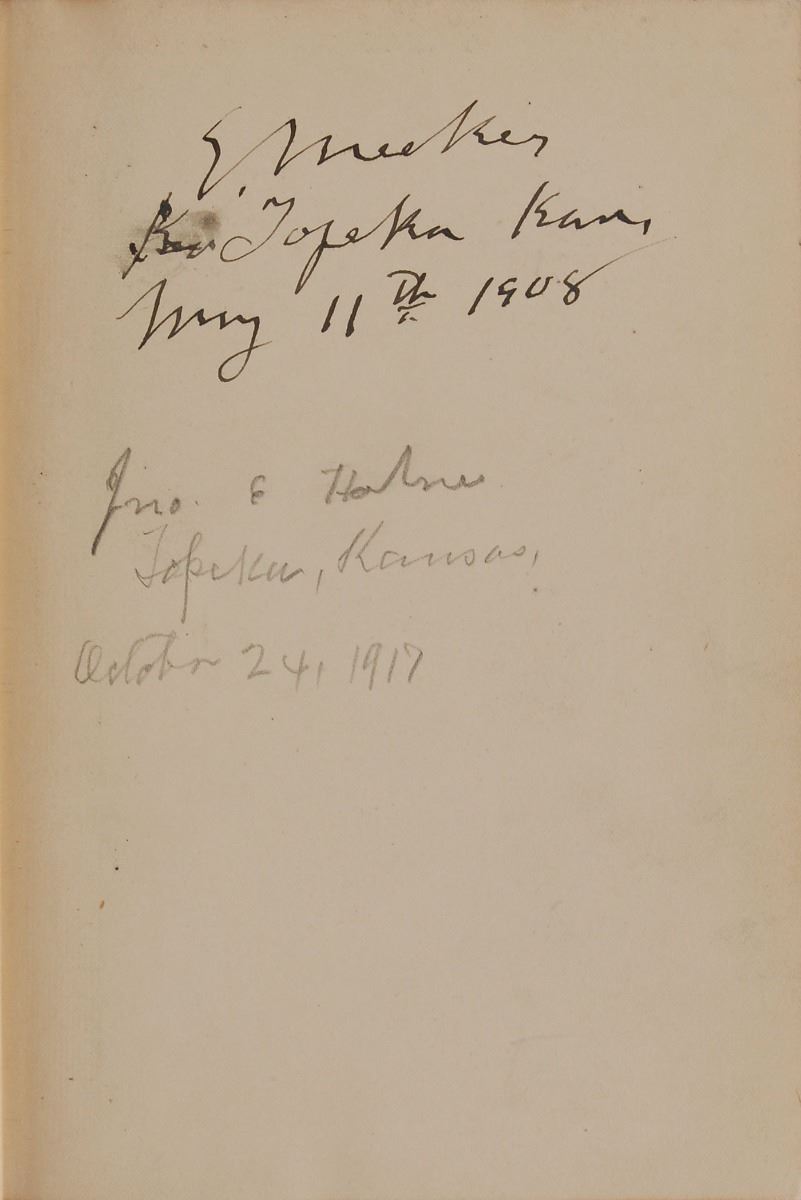 E. Meeker
Topeka Kans,
May 11th 1908
Jno. E Holmes
Topeka, Kansas,
October 24, 1917